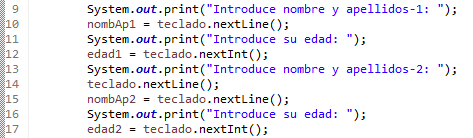 9 System.out.print("Introduce nombre y apellidos-1: ");
10 nombAp1 = teclado.nextLine();
11 System.out.print("Introduce su edad: ");
12 edad1 = teclado.nextInt();
13 System.out.print("Introduce nombre y apellidos-2: ");
14 teclado.nextLine();
15 nombAp2 = teclado.nextLine();
16 System.out.print("Introduce su edad: ");
17 edad2 = teclado.nextInt();